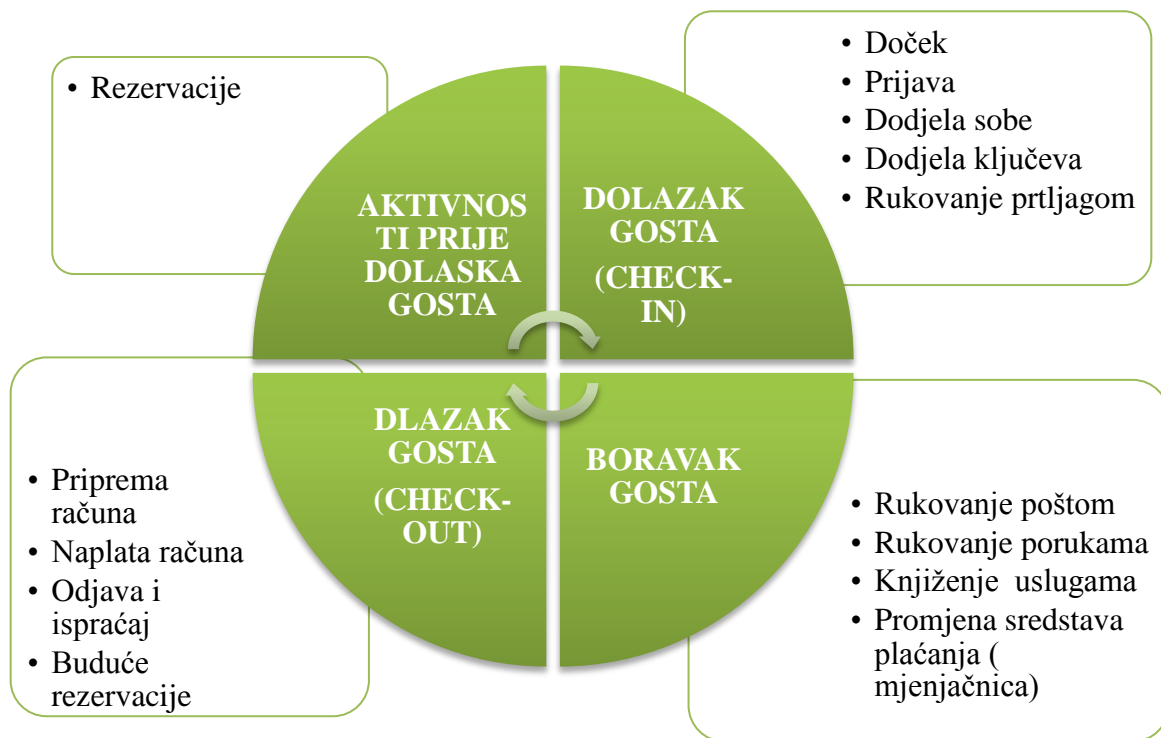 • Rezervacije
AKTIVNOS
TI PRIJE
DOLASKA
GOSTA
DOLAZAK
GOSTA
(CHECK-
IN)
• Doček
• Prijava
• Dodjela sobe
• Dodjela ključeva
• Rukovanje prtljagom
DLAZAK
GOSTA
(CHECK-
OUT)
• Priprema
računa
• Naplata računa
• Odjava i
ispraćaj
• Buduće
rezervacije
BORAVAK
GOSTA
• Rukovanje poštom
• Rukovanje porukama
• Knjiženje  uslugama
• Promjena sredstava
plaćanja (
mjenjačnica)